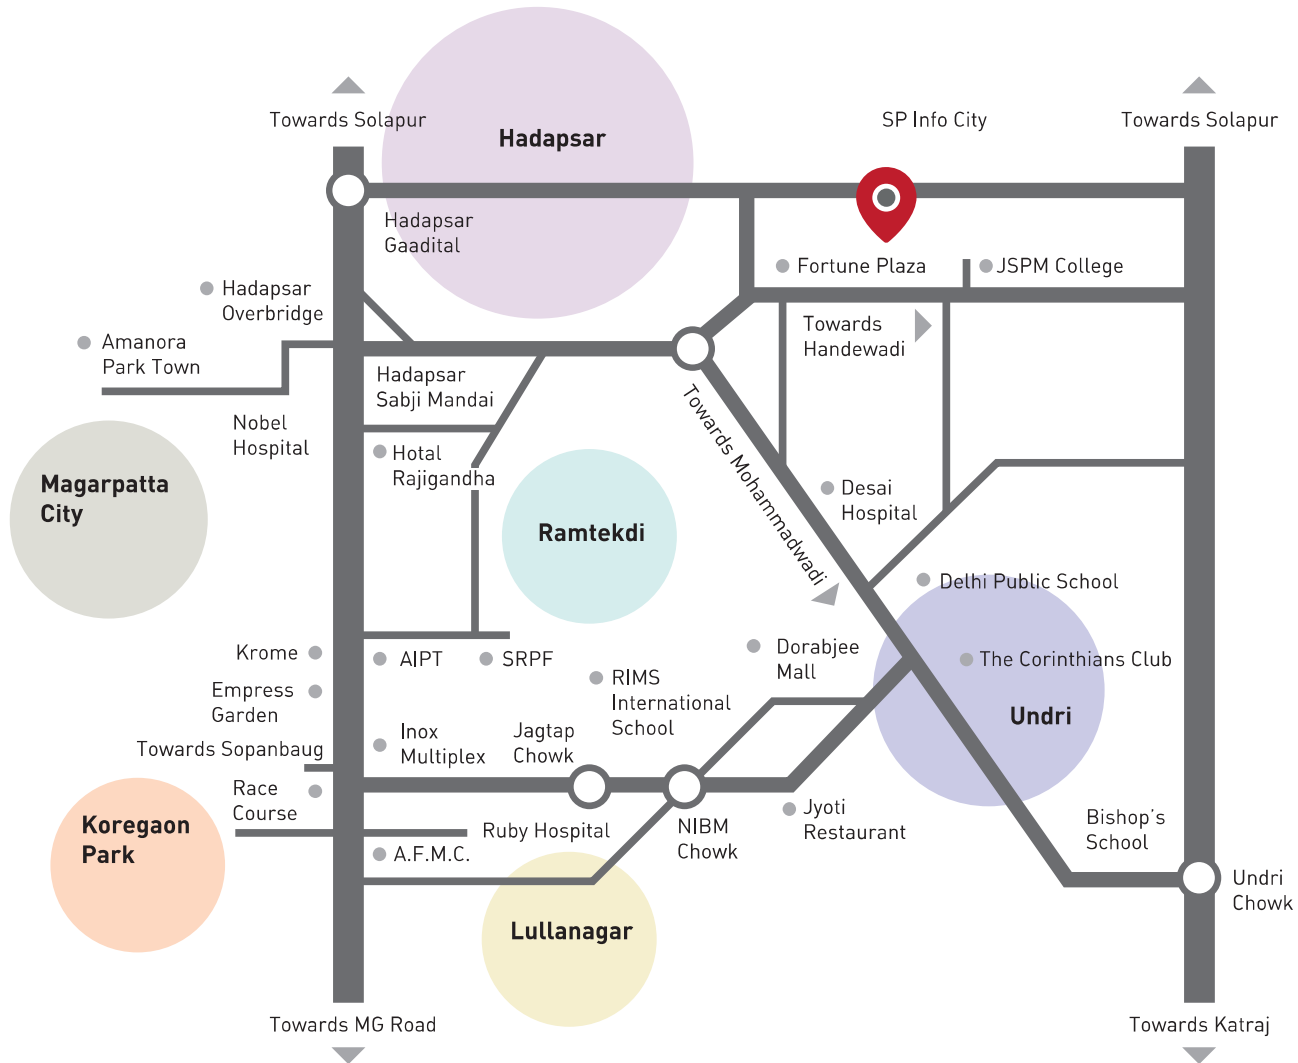 Towards Solapur
Hadapsar
SP Info City
Towards Solapur
Hadapsar
Gaadital
Fortune Plaza
JSPM College
Hadapsar
Overbridge
Towards
Handewadi
Amanora
Park Town
Hadapsar
Sabji Mandai
Towards Mohammadwadi
Nobel
Hospital
Hotal
Rajigandha
Magarpatta
City
Desai
Hospital
Ramtekdi
Delhi Public School
Krome
AIPT
SRPF
Dorabjee
Mall
The Corinthians Club
RIMS
International
School
Empress
Garden
Undri
Inox
Multiplex
Jagtap
Chowk
Towards Sopanbaug
Race
Course
Koregaon
Park
Ruby Hospital
NIBM
Chowk
Jyoti
Restaurant
Bishop's
School
A.F.M.C.
Undri
Chowk
Lullanagar
Towards MG Road
Towards Katraj